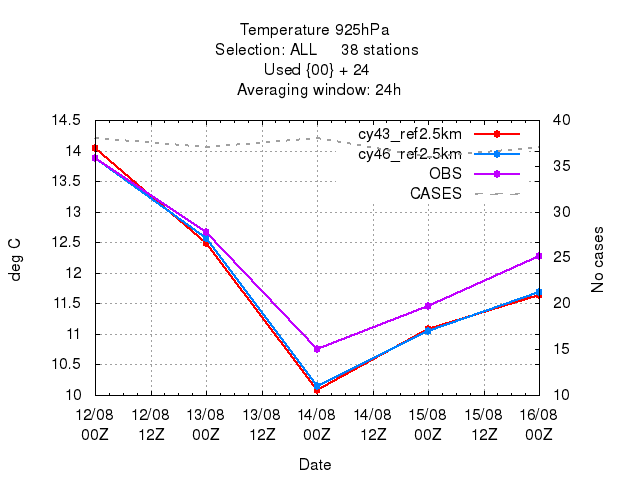 Temperature 925hPa
Selection: ALL     38 stations
Used {00} + 24
Averaging window: 24h
14.5
14
13.5
13
12.5
12
11.5
11
10.5
10
deg C
40
35
30
25
20
15
10
No cases
cy43_ref2.5km
cy46_ref2.5km
OBS
CASES
12/08 12/08 13/08 13/08 14/08 14/08 15/08 15/08 16/08
00Z 12Z 00Z 12Z 00Z 12Z 00Z 12Z 00Z
Date